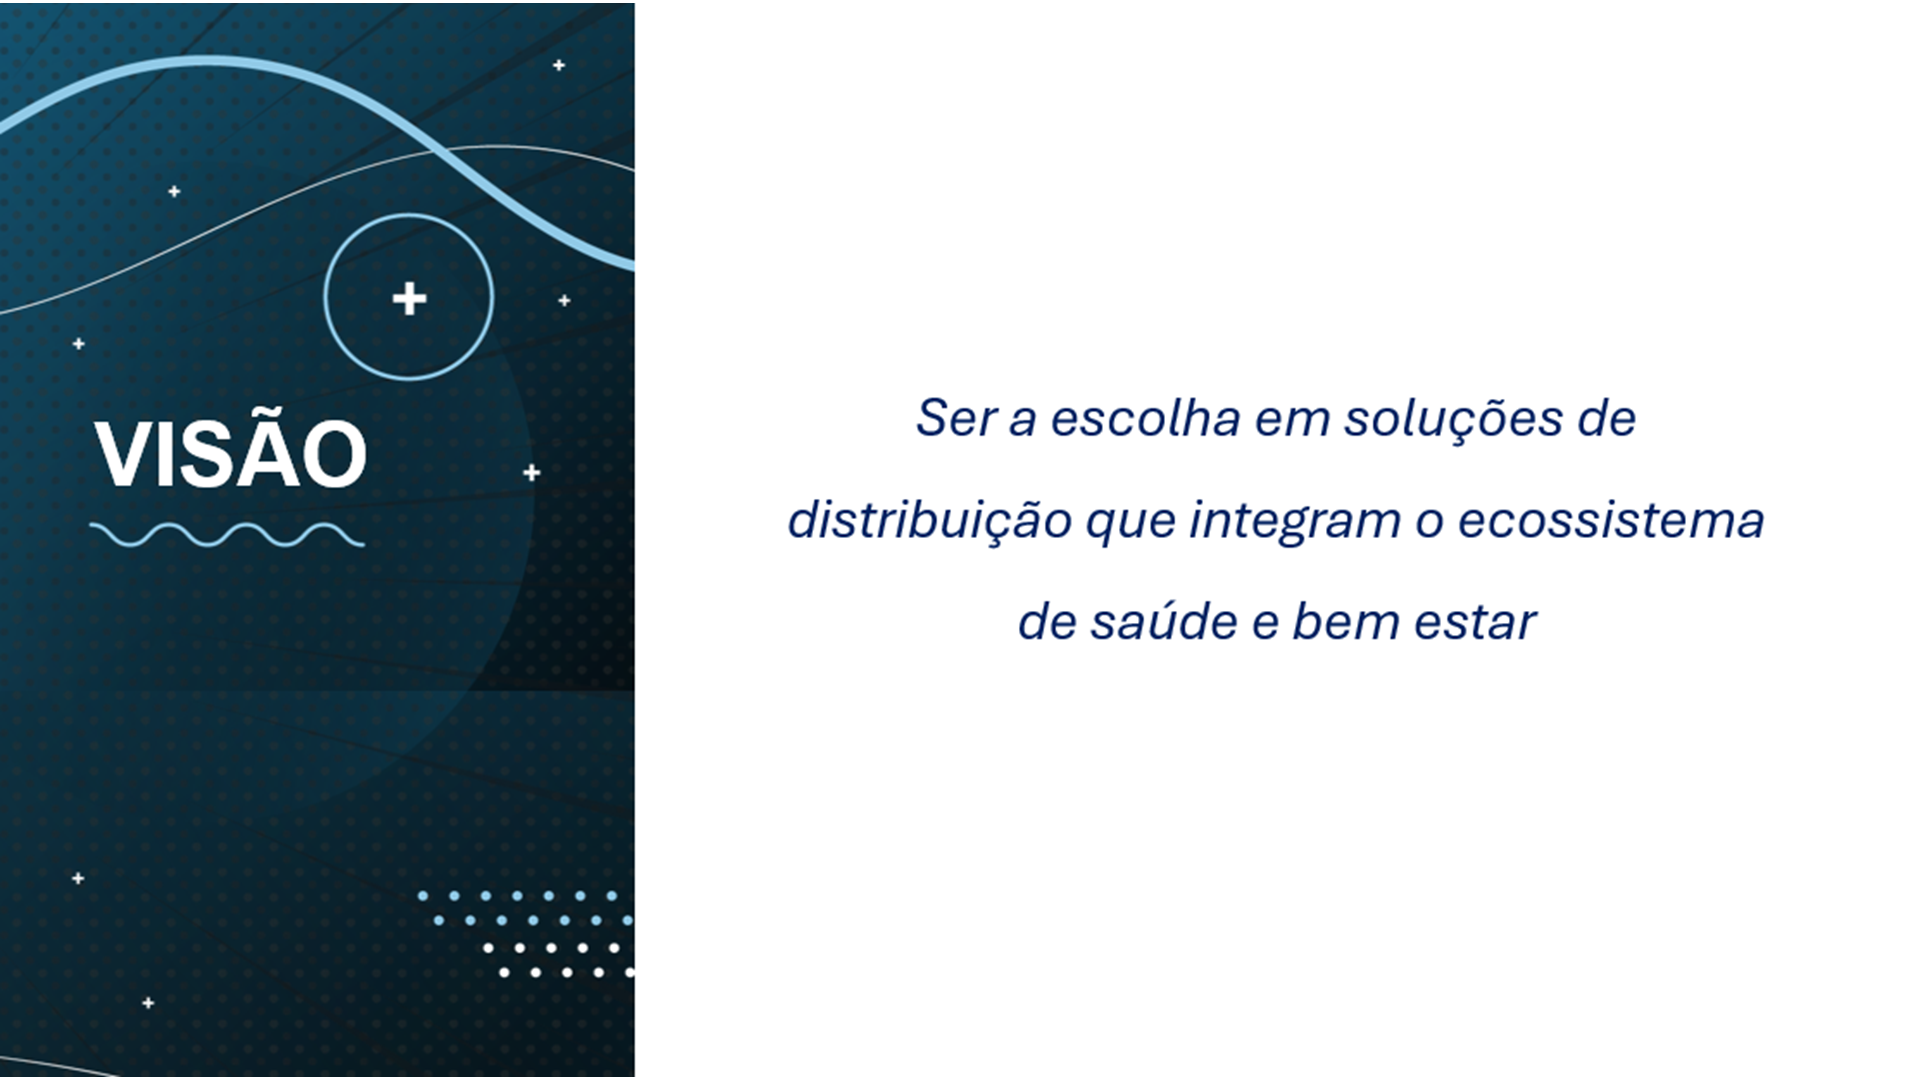 VISÃO
Ser a escolha em soluções de
distribuição que integram o ecossistema
de saúde e bem estar